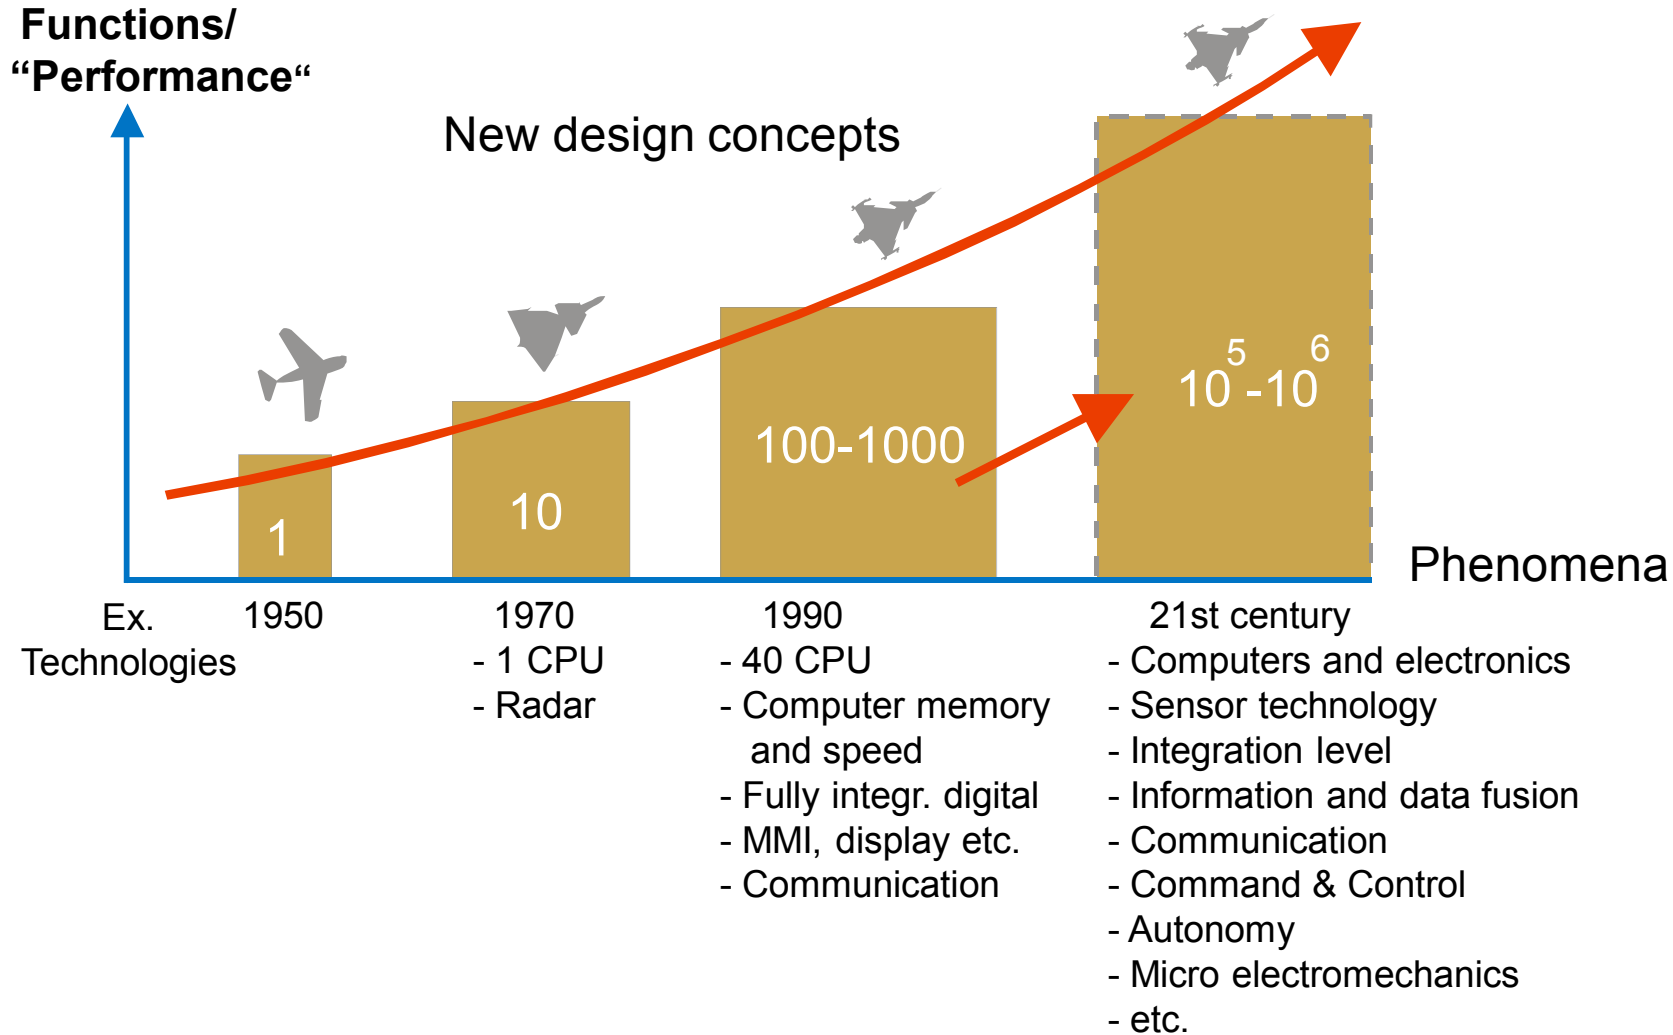 Functions/
“Performance“
New design concepts
1
10
100-1000
10⁵-10⁶
Phenomena
Ex.
Technologies
1950
1970
- 1 CPU
- Radar
1990
- 40 CPU
- Computer memory
and speed
- Fully integr. digital
- MMI, display etc.
- Communication
21st century
- Computers and electronics
- Sensor technology
- Integration level
- Information and data fusion
- Communication
- Command & Control
- Autonomy
- Micro electromechanics
- etc.